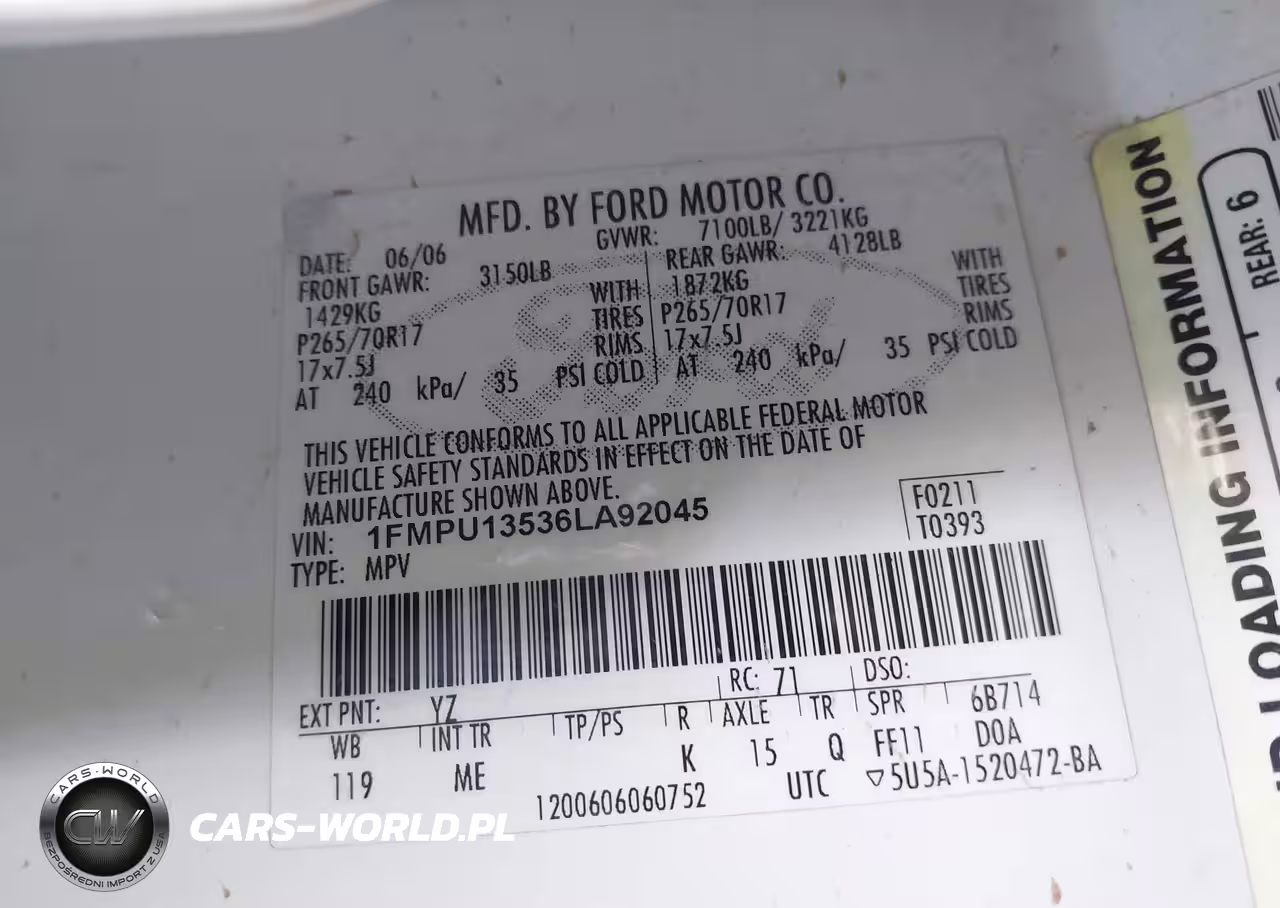 MFD. BY FORD MOTOR CO.
DATE: 06/06 GVWR: 7100LB/ 3221KG
FRONT GAWR: 3150LB REAR GAWR: 4128LB
1429KG WITH 1872KG WITH
P265/70R17 TIRES P265/70R17 TIRES
17x7.5J RIMS 17x7.5J RIMS
AT 240 kPa/ 35 PSI COLD AT 240 kPa/ 35 PSI COLD
THIS VEHICLE CONFORMS TO ALL APPLICABLE FEDERAL MOTOR
VEHICLE SAFETY STANDARDS IN EFFECT ON THE DATE OF
MANUFACTURE SHOWN ABOVE.
VIN: 1FMPU13536LA92045
F0211
TYPE: MPV
T0393
EXT PNT: YZ RC: 71 DSO:
WB INT TR TP/PS R AXLE TR SPR 6B714
119 ME K 15 Q FF11 DOA
1200606060752 UTC ▽5U5A-1520472-BA
LOADING INFORMATION
REAR: 6
CARS-WORLD
CW
BEZPOŚREDNI IMPORT Z USA
CARS-WORLD.PL